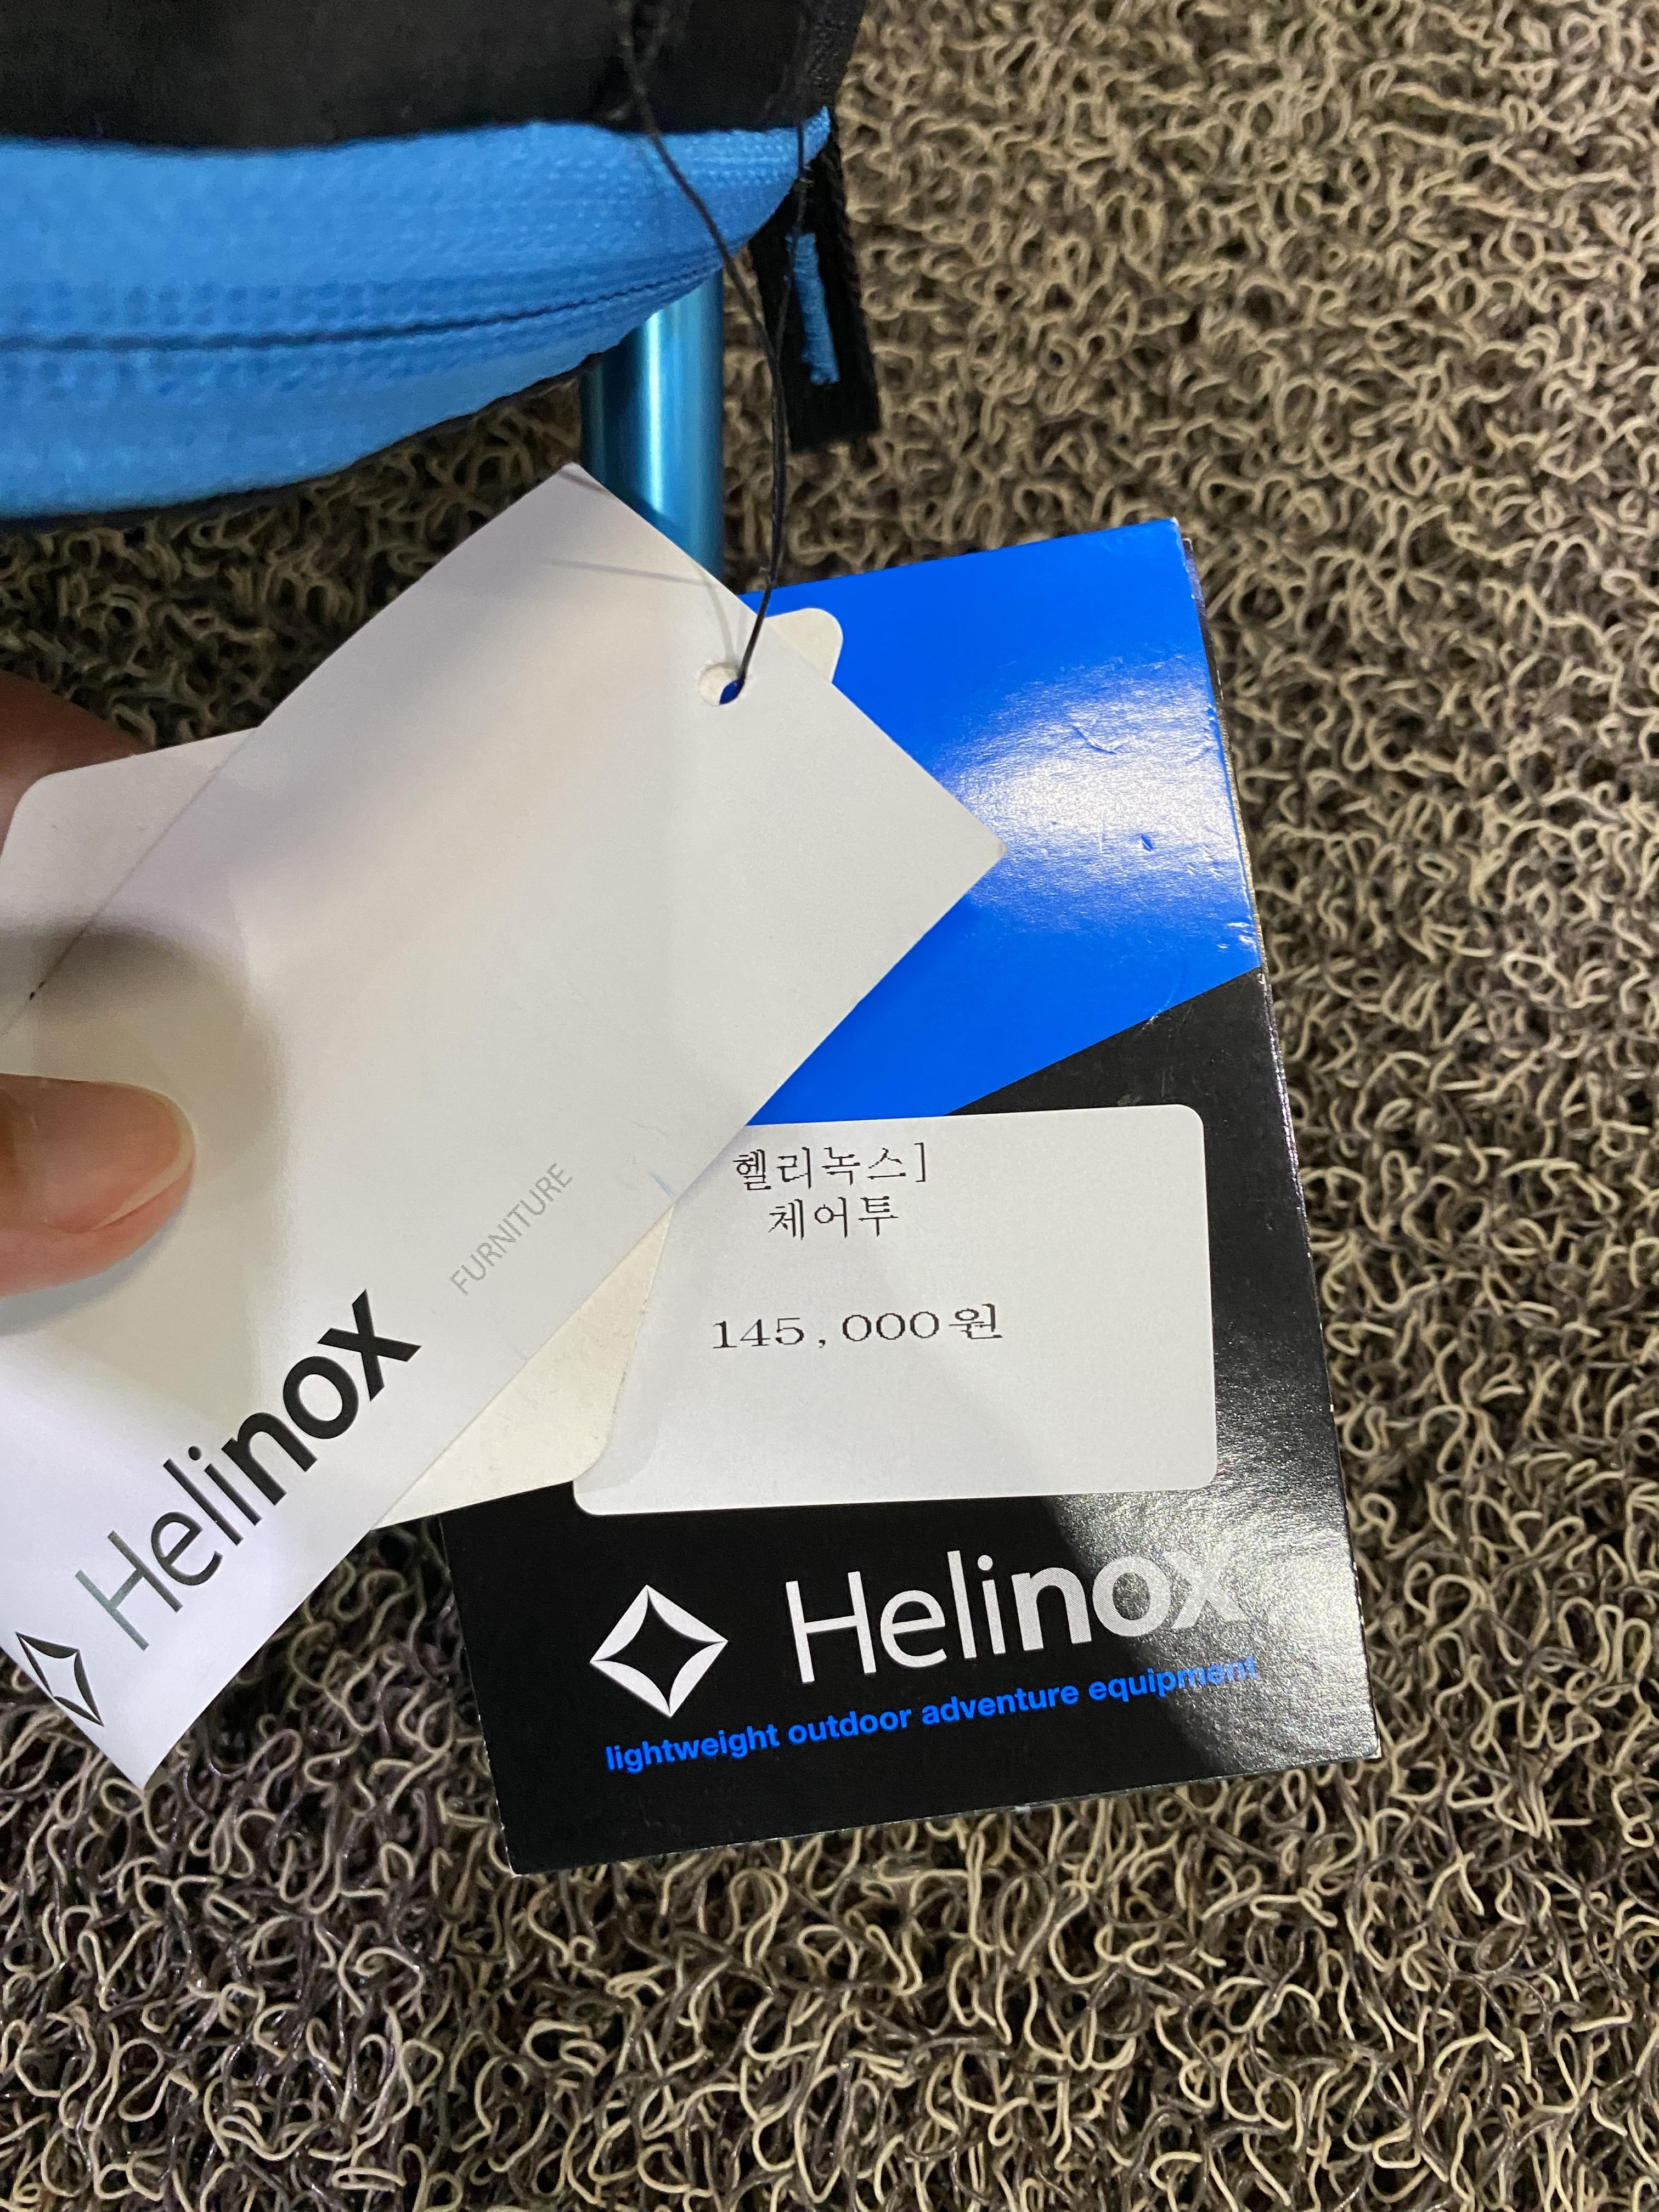 헬리녹스]
체어투
145,000원
FURNITURE
Helinox
Helinox
lightweight outdoor adventure equipment